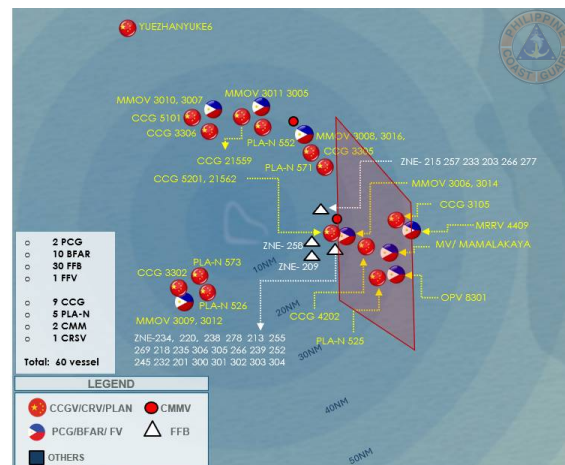 PHILIPPINE
COAST GUARD
YUEZHANYUKE6
MMOV 3010, 3007
MMOV 3011 3005
CCG 5101
CCG 3306
PLA-N 552
MMOV 3008, 3016,
CCG 3305
CCG 21559
PLA-N 571
ZNE- 215 257 233 203 266 277
CCG 5201, 21562
MMOV 3006, 3014
CCG 3105
MRRV 4409
ZNE- 258
MV/ MAMALAKAYA
ZNE- 209
10NM
PLA-N 573
CCG 3302
PLA-N 526
OPV 8301
20NM
CCG 4202
MMOV 3009, 3012
ZNE-234, 220, 238 278 213 255
269 218 235 306 305 266 239 252
245 232 201 300 301 302 303 304
PLA-N 525
30NM
40NM
50NM
○ 2 PCG
○ 10 BFAR
○ 30 FFB
○ 1 FFV
○ 9 CCG
○ 5 PLA-N
○ 2 CMM
○ 1 CRSV
Total: 60 vessel
LEGEND
CCGV/CRV/PLAN
CMMV
PCG/BFAR/ FV
FFB
OTHERS